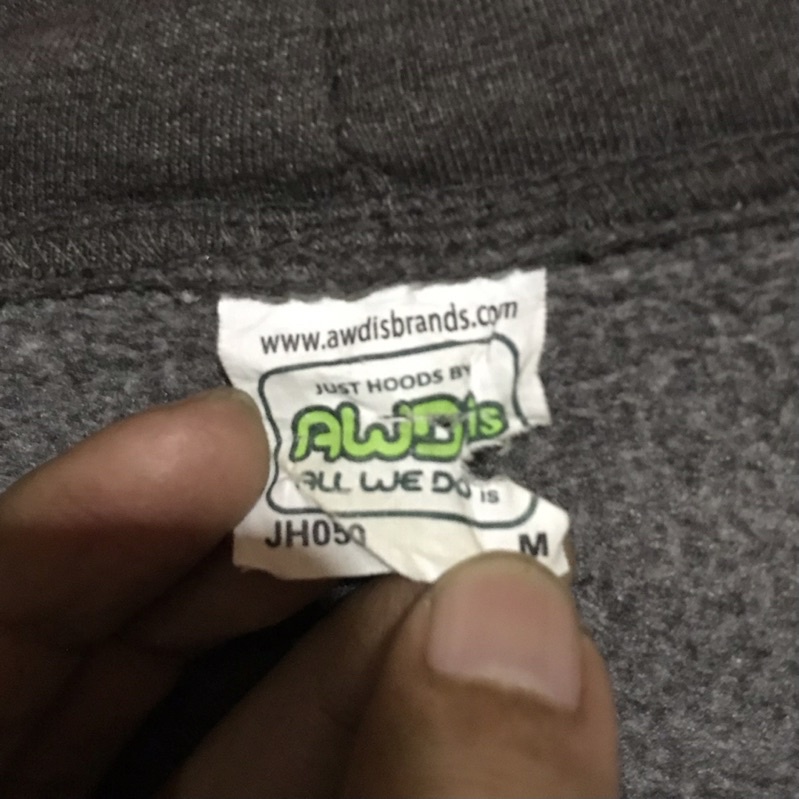 www.awdisbrands.com
JUST HOODS BY
AWDis
ALL WE DO IS
JH050 M